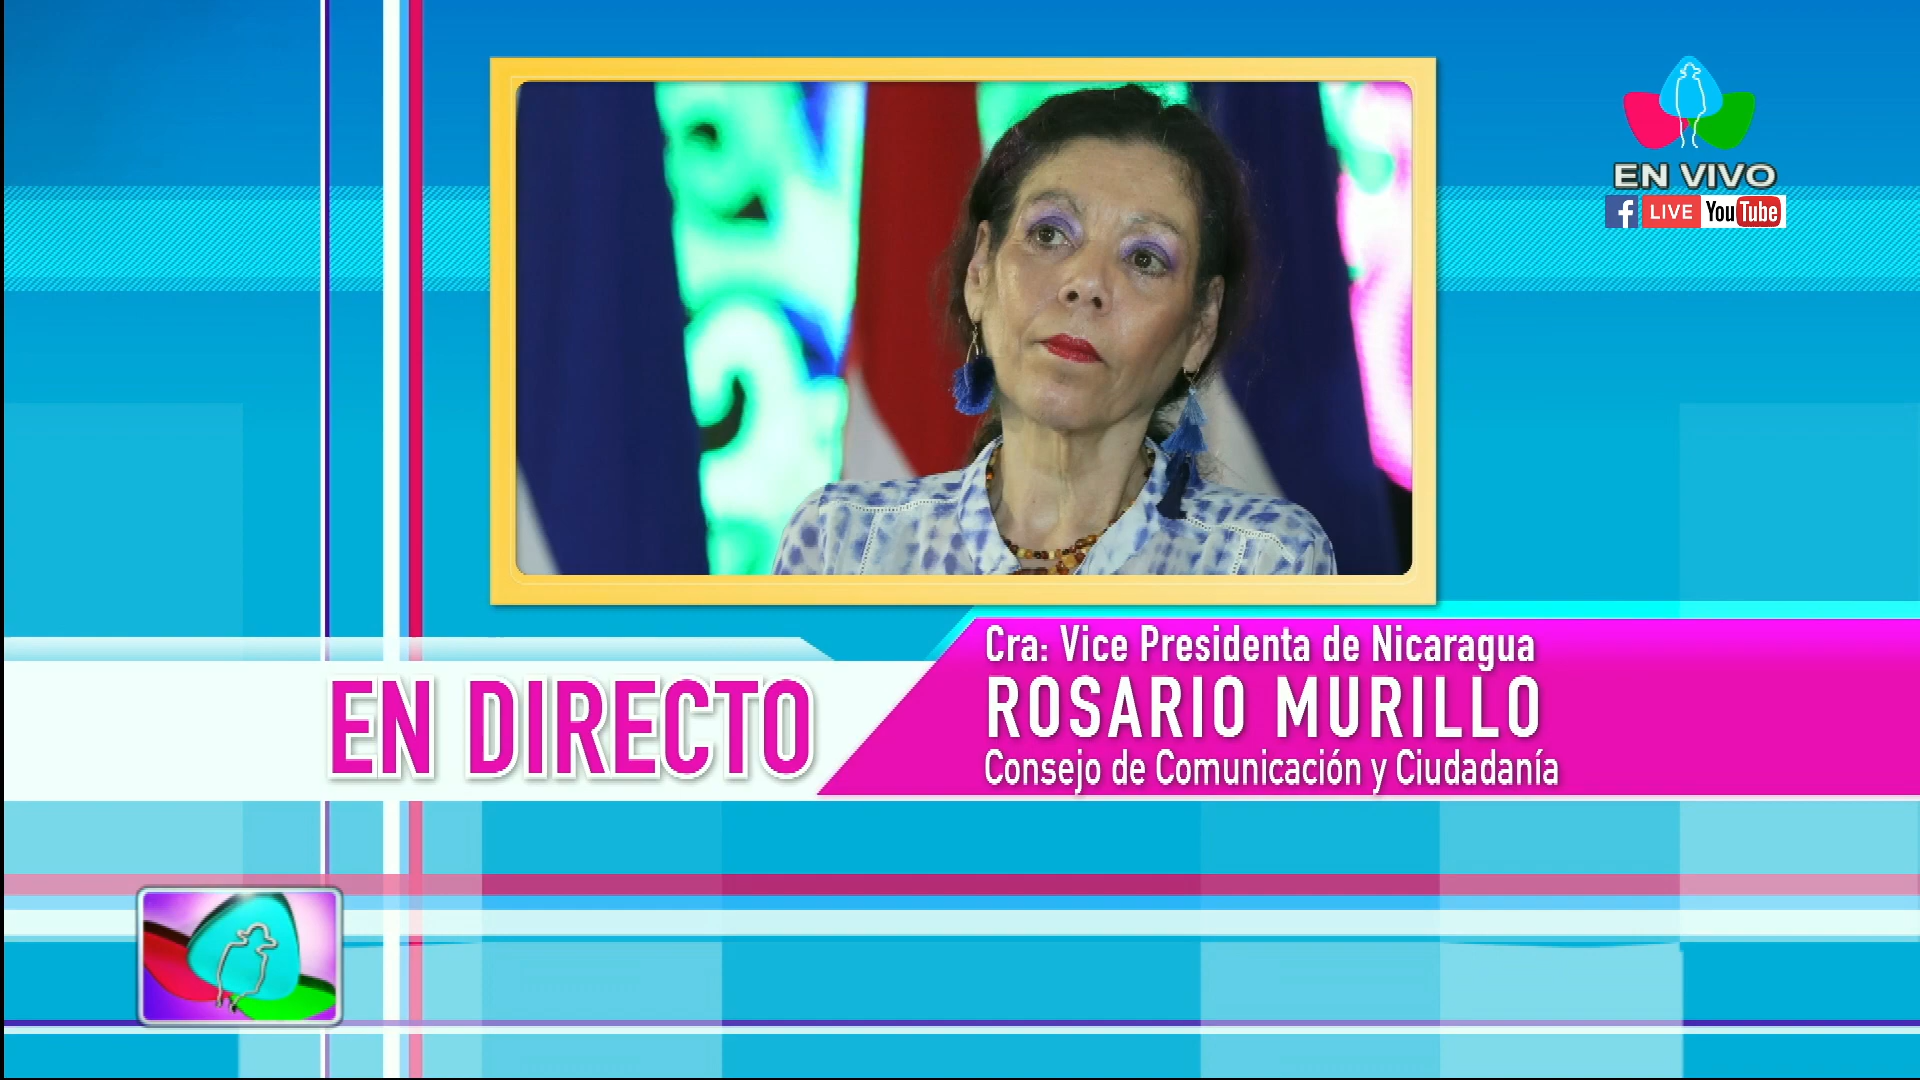 EN VIVO
f LIVE YouTube
Cra: Vice Presidenta de Nicaragua
ROSARIO MURILLO
Consejo de Comunicación y Ciudadanía
EN DIRECTO